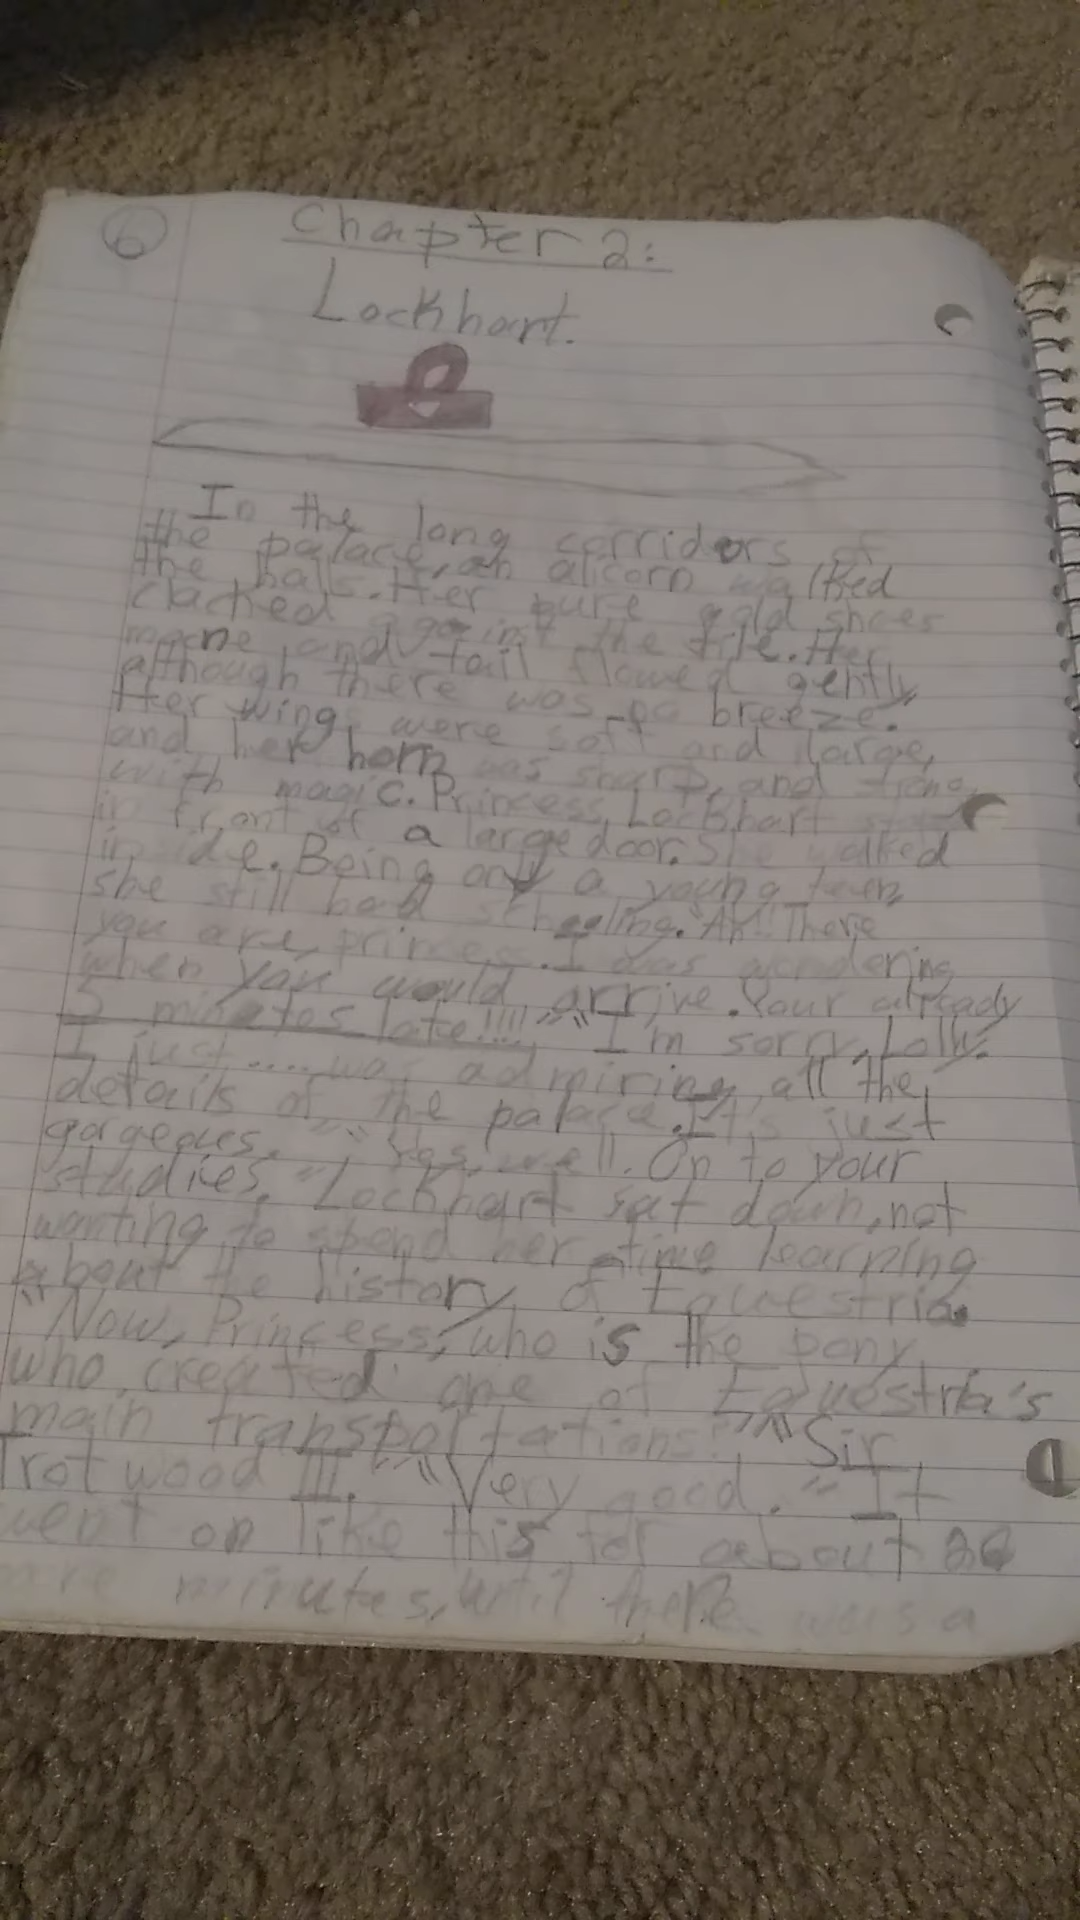 6
Chapter 2:
Lockhart.
In the long corridors of
the palace, an alicorn walked
the halls. Her pure gold shoes
clacked against the tile. Her
mane and tail flowed gently,
although there was no breeze.
Her wings were soft and large,
and her horn was sharp, and strong
with magic. Princess Lockhart
in front of a large door. She walked
inside. Being only a young teen,
she still had schooling. "Ah!! There
you are, princess. I was wondering
when you would arrive. Your already
5 minutes late!!!!" "I'm sorry, Lolly.
I just.....was admiring all the
details of the palace. It's just
gorgeous." "Yes, well. On to your
studies." Lockhart sat down, not
wanting to spend her time learning
about the history of Equestria.
"Now, Princess, who is the pony
who created one of Equestria's
main transportations?" "Sir
Trotwood III." "Very good." It
went on like this for about 20
more minutes, until there was a